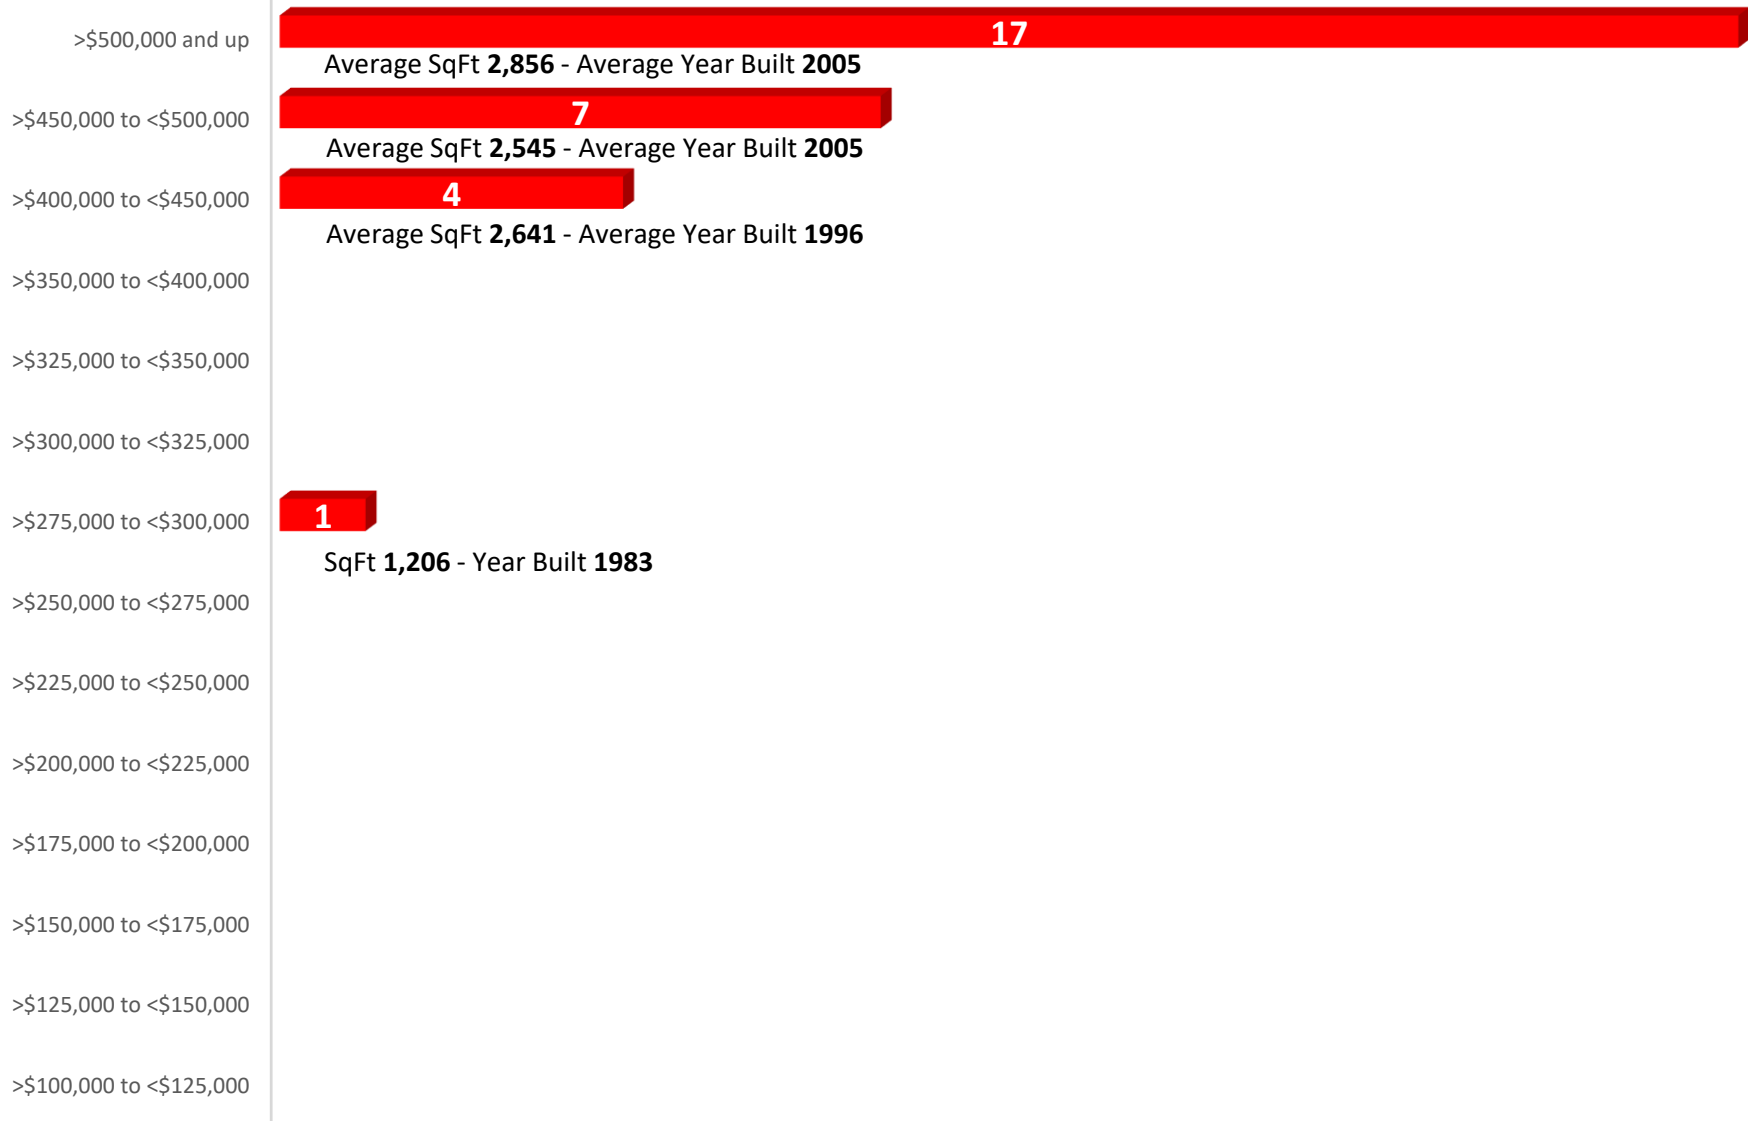 >$500,000 and up
17
Average SqFt 2,856 - Average Year Built 2005
>$450,000 to <$500,000
7
Average SqFt 2,545 - Average Year Built 2005
>$400,000 to <$450,000
4
Average SqFt 2,641 - Average Year Built 1996
>$350,000 to <$400,000
>$325,000 to <$350,000
>$300,000 to <$325,000
>$275,000 to <$300,000
1
SqFt 1,206 - Year Built 1983
>$250,000 to <$275,000
>$225,000 to <$250,000
>$200,000 to <$225,000
>$175,000 to <$200,000
>$150,000 to <$175,000
>$125,000 to <$150,000
>$100,000 to <$125,000